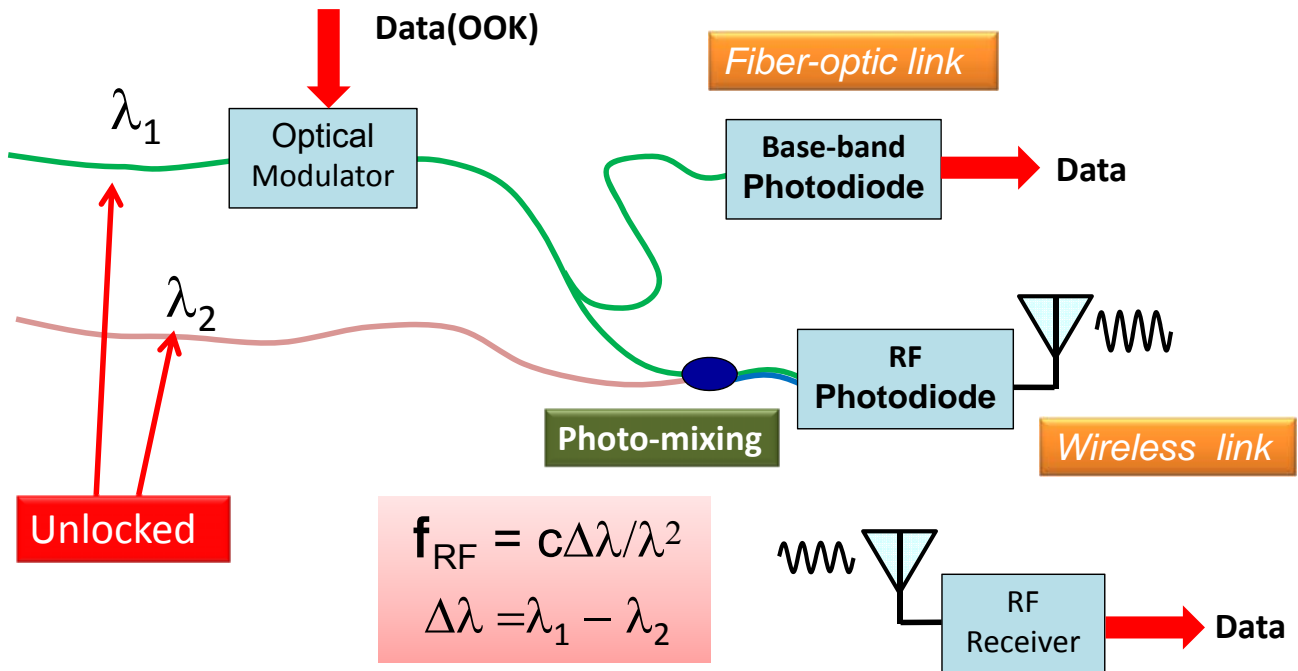 Data(OOK)
Fiber-optic link
λ₁
Optical
Modulator
Base-band
Photodiode
Data
λ₂
RF
Photodiode
Photo-mixing
Wireless link
Unlocked
f_RF = cΔλ/λ²
Δλ =λ₁ − λ₂
RF
Receiver
Data